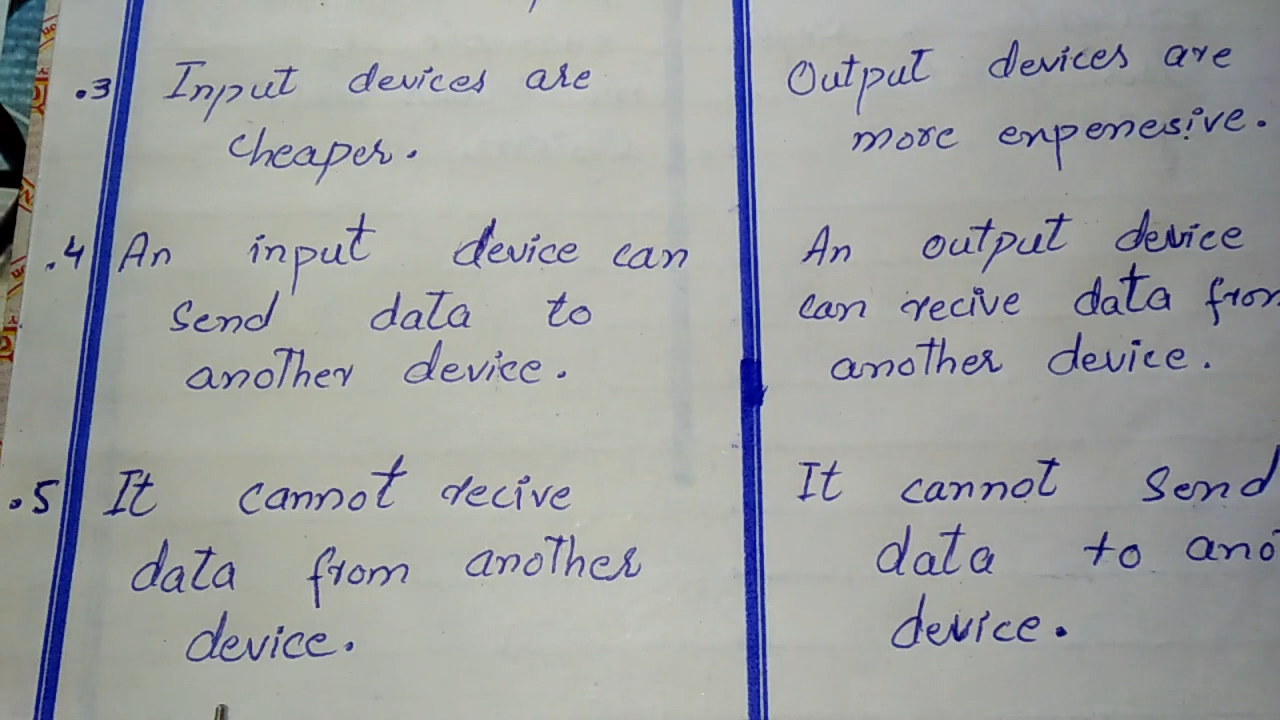 .3 Input devices are
cheaper.
Output devices are
more enpenesive.
.4 An input device can
send data to
another device.
An output device
can recive data from
another device.
.5 It cannot recive
data from another
device.
It cannot send
data to ano
device.